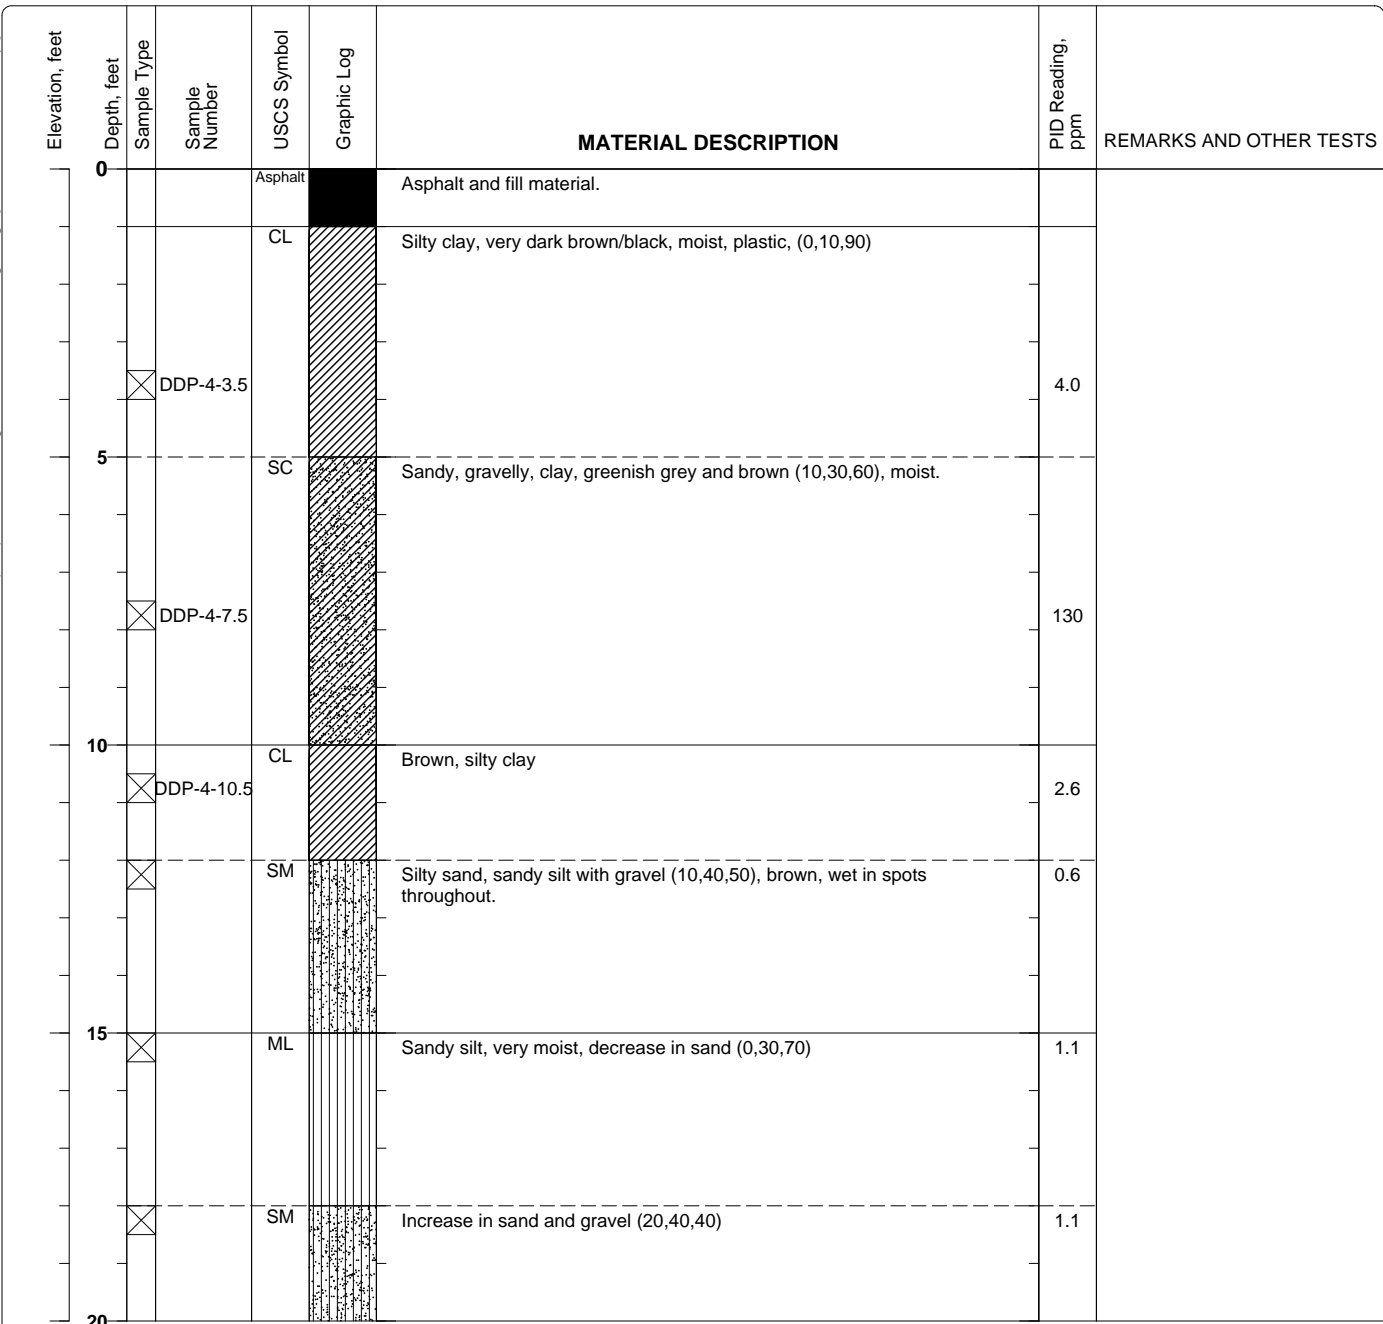 Elevation, feet
Depth, feet
Sample Type
Sample
Number
USCS Symbol
Graphic Log
MATERIAL DESCRIPTION
PID Reading,
ppm
REMARKS AND OTHER TESTS
0
Asphalt
Asphalt and fill material.
CL
Silty clay, very dark brown/black, moist, plastic, (0,10,90)
DDP-4-3.5
4.0
5
SC
Sandy, gravelly, clay, greenish grey and brown (10,30,60), moist.
DDP-4-7.5
130
10
CL
Brown, silty clay
DDP-4-10.5
2.6
SM
Silty sand, sandy silt with gravel (10,40,50), brown, wet in spots
throughout.
0.6
15
ML
Sandy silt, very moist, decrease in sand (0,30,70)
1.1
SM
Increase in sand and gravel (20,40,40)
1.1
20